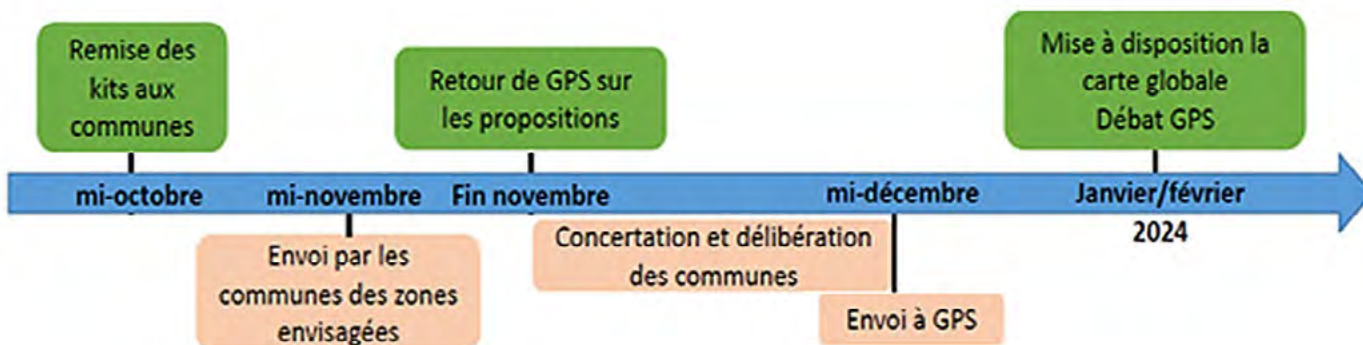 Remise des
kits aux
communes
Retour de GPS sur
les propositions
Mise à disposition la
carte globale
Débat GPS
mi-octobre
mi-novembre
Fin novembre
mi-décembre
Janvier/février
2024
Envoi par les
communes des zones
envisagées
Concertation et délibération
des communes
Envoi à GPS